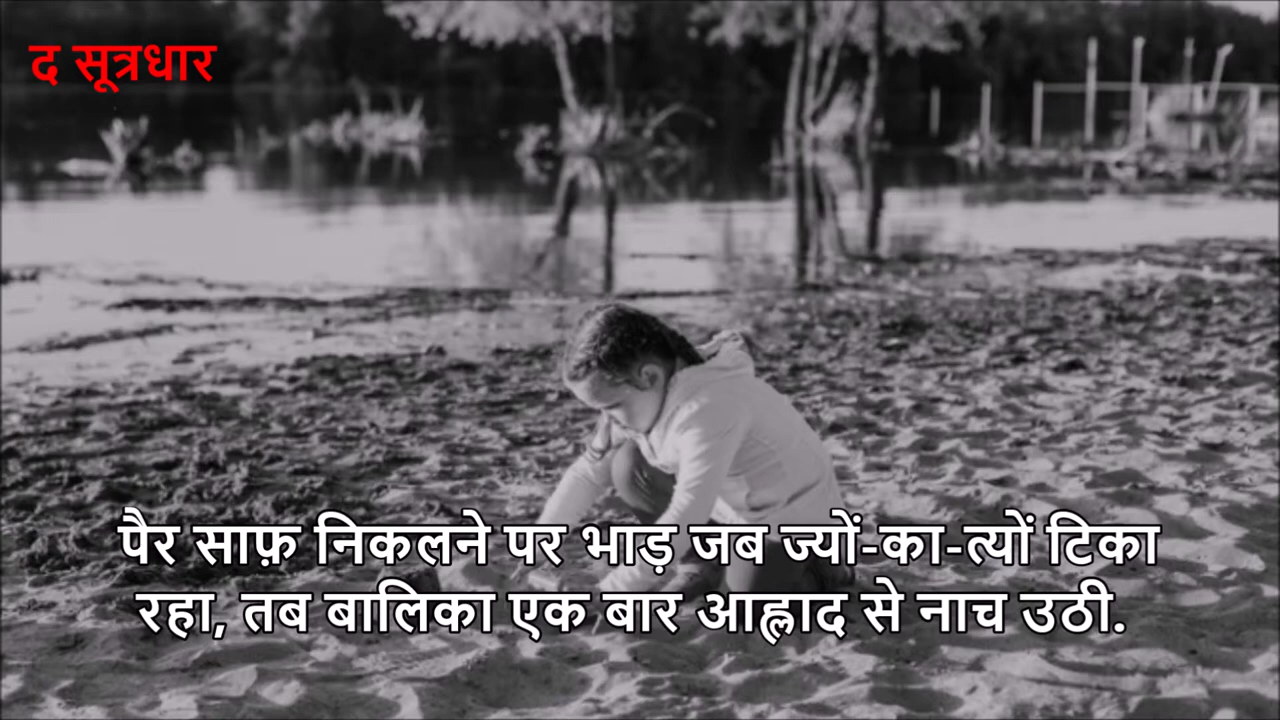 द सूत्रधार
पैर साफ़ निकलने पर भाड़ जब ज्यों-का-त्यों टिका
रहा, तब बालिका एक बार आह्लाद से नाच उठी.